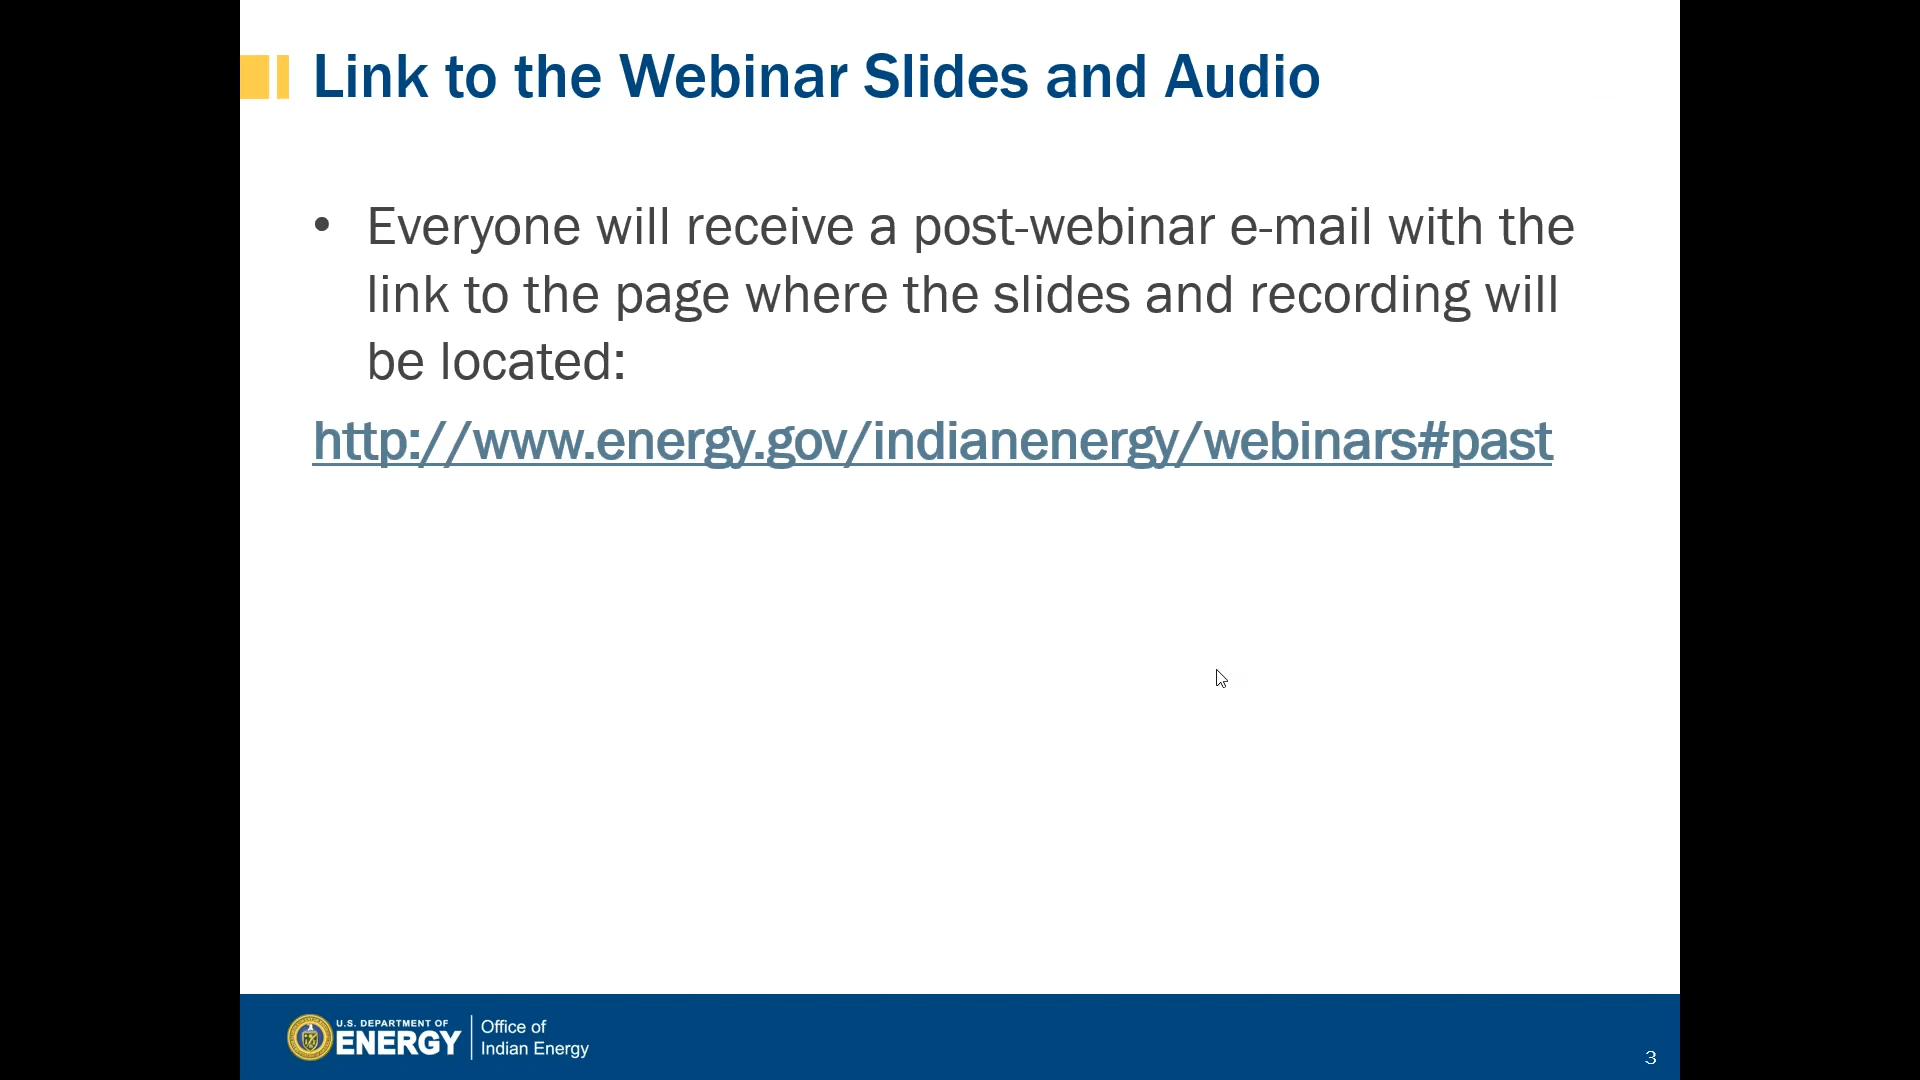 Link to the Webinar Slides and Audio
• Everyone will receive a post-webinar e-mail with the
link to the page where the slides and recording will
be located:
http://www.energy.gov/indianenergy/webinars#past
U.S. DEPARTMENT OF
ENERGY
Office of
Indian Energy
3